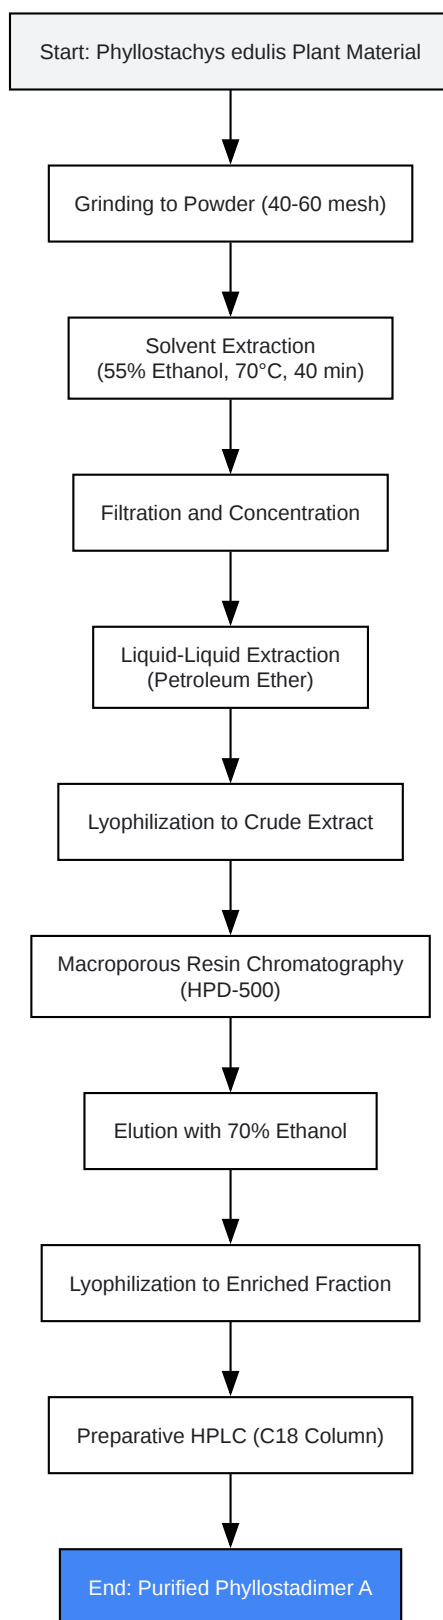 Start: Phyllostachys edulis Plant Material
Grinding to Powder (40-60 mesh)
Solvent Extraction
(55% Ethanol, 70°C, 40 min)
Filtration and Concentration
Liquid-Liquid Extraction
(Petroleum Ether)
Lyophilization to Crude Extract
Macroporous Resin Chromatography
(HPD-500)
Elution with 70% Ethanol
Lyophilization to Enriched Fraction
Preparative HPLC (C18 Column)
End: Purified Phyllostadimer A